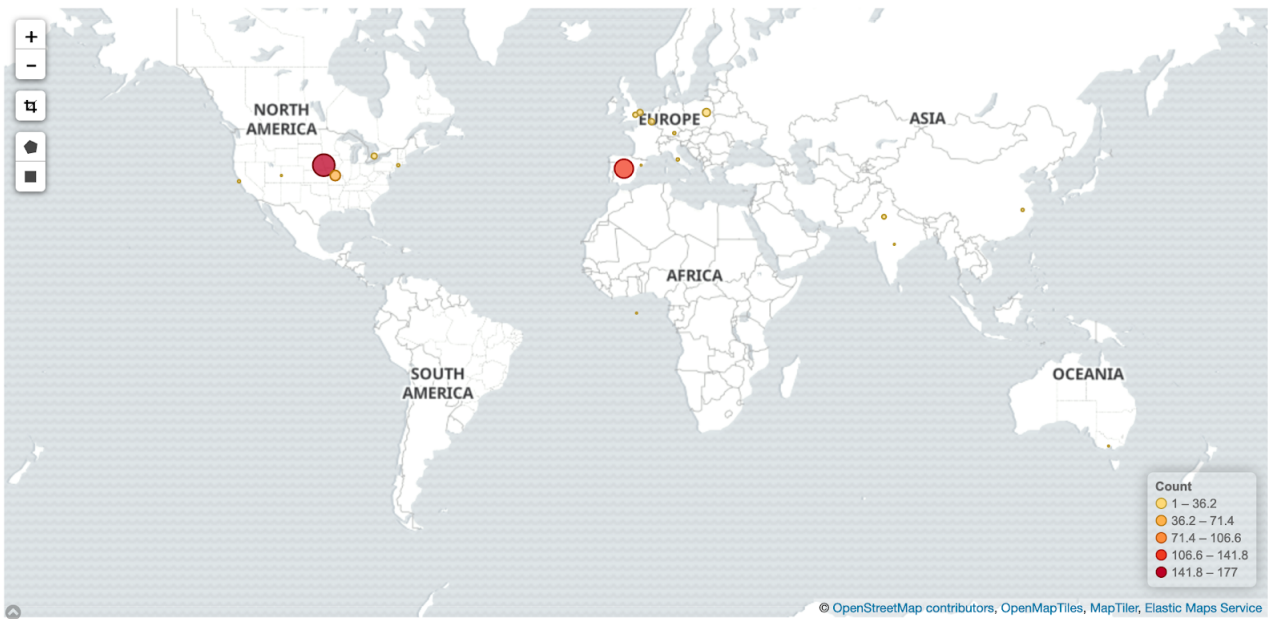 +
−
NORTH
AMERICA
EUROPE
ASIA
AFRICA
SOUTH
AMERICA
OCEANIA
Count
1 – 36.2
36.2 – 71.4
71.4 – 106.6
106.6 – 141.8
141.8 – 177
© OpenStreetMap contributors, OpenMapTiles, MapTiler, Elastic Maps Service